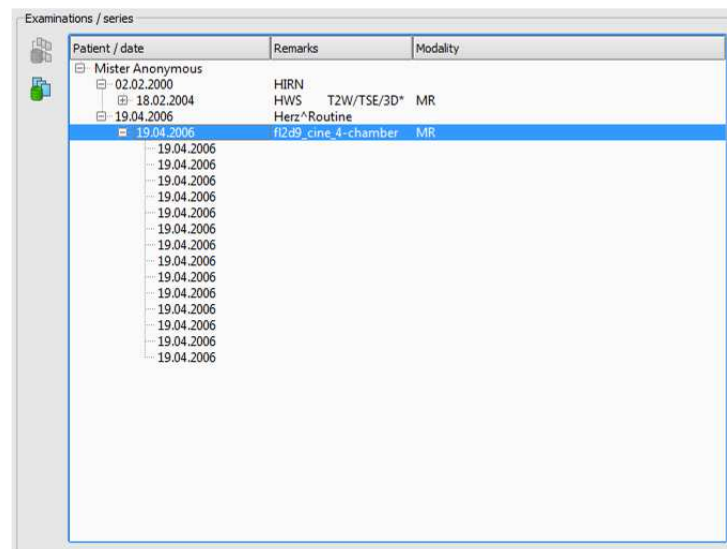 Examinations / series
Patient / date Remarks Modality
Mister Anonymous
02.02.2000 HIRN
18.02.2004 HWS T2W/TSE/3D* MR
19.04.2006 Herz^Routine
19.04.2006 fl2d9_cine_4-chamber MR
19.04.2006
19.04.2006
19.04.2006
19.04.2006
19.04.2006
19.04.2006
19.04.2006
19.04.2006
19.04.2006
19.04.2006
19.04.2006
19.04.2006
19.04.2006
19.04.2006